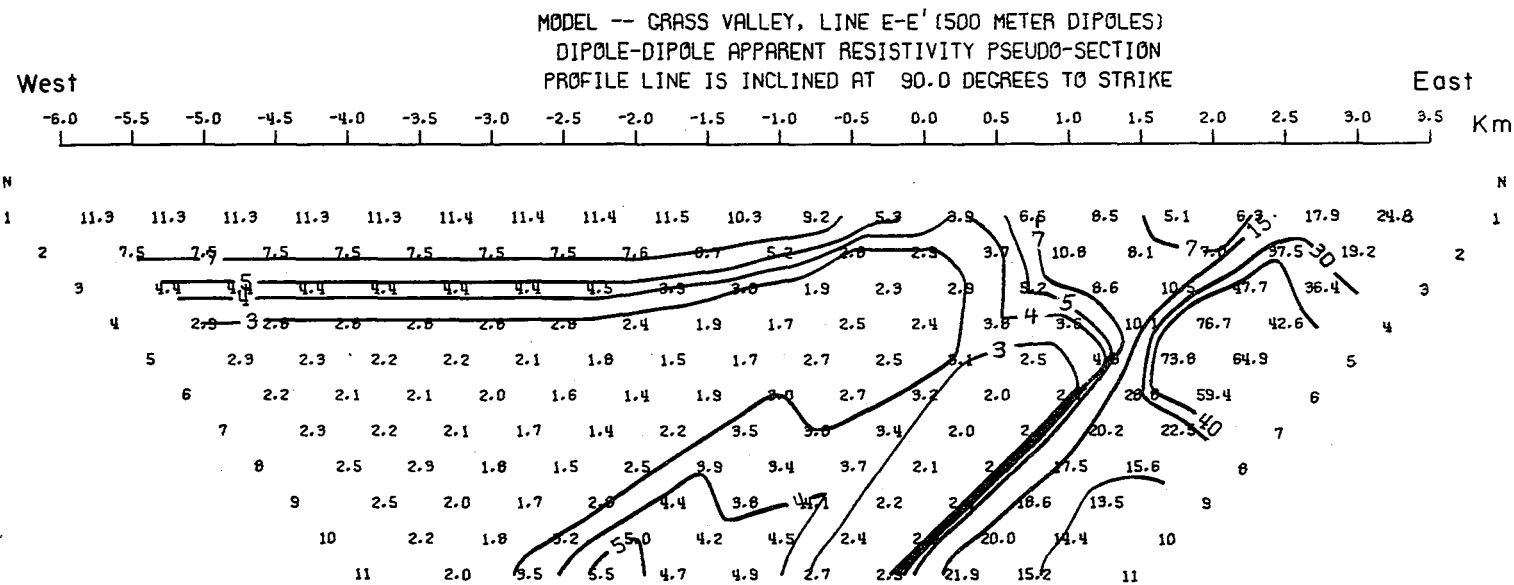 MODEL -- GRASS VALLEY, LINE E-E' (500 METER DIPOLES)
DIPOLE-DIPOLE APPARENT RESISTIVITY PSEUDO-SECTION
PROFILE LINE IS INCLINED AT 90.0 DEGREES TO STRIKE
West East
-6.0 -5.5 -5.0 -4.5 -4.0 -3.5 -3.0 -2.5 -2.0 -1.5 -1.0 -0.5 0.0 0.5 1.0 1.5 2.0 2.5 3.0 3.5 Km
N N
1 11.3 11.3 11.3 11.3 11.3 11.4 11.4 11.4 11.5 10.3 9.2 5.3 3.9 6.6 8.5 5.1 17.9 24.8 1
7 15
2 7.5 7.5 7.5 7.5 7.5 7.5 7.6 5.2 2.3 3.7 10.8 8.1 7 37.5 30 19.2 2
3 4.4 5 4 4.4 4.4 4.4 4.4 4.5 3.9 1.9 2.3 2.9 5.2 5 8.6 10.5 47.7 36.4 3
4 2.9 3 2.8 2.8 2.8 2.8 2.8 2.4 1.9 1.7 2.5 2.4 3.8 4 3.6 10.1 76.7 42.6 4
5 2.9 2.3 2.2 2.2 2.1 1.8 1.5 1.7 2.7 2.5 3.1 3 2.5 73.8 64.9 5
6 2.2 2.1 2.1 2.0 1.6 1.4 1.9 3.0 2.7 3.2 2.0 59.4 6
7 2.3 2.2 2.1 1.7 1.4 2.2 3.5 3.4 2.0 20.2 22.5 40 7
8 2.5 2.3 1.8 1.5 2.5 3.9 3.4 3.7 2.1 17.5 15.6 8
9 2.5 2.0 1.7 4.4 3.8 4 2.2 18.6 13.5 9
10 2.2 1.8 3.2 5 5.0 4.2 4.5 2.4 20.0 14.4 10
11 2.0 3.5 5.5 4.7 4.9 2.7 21.9 15.2 11